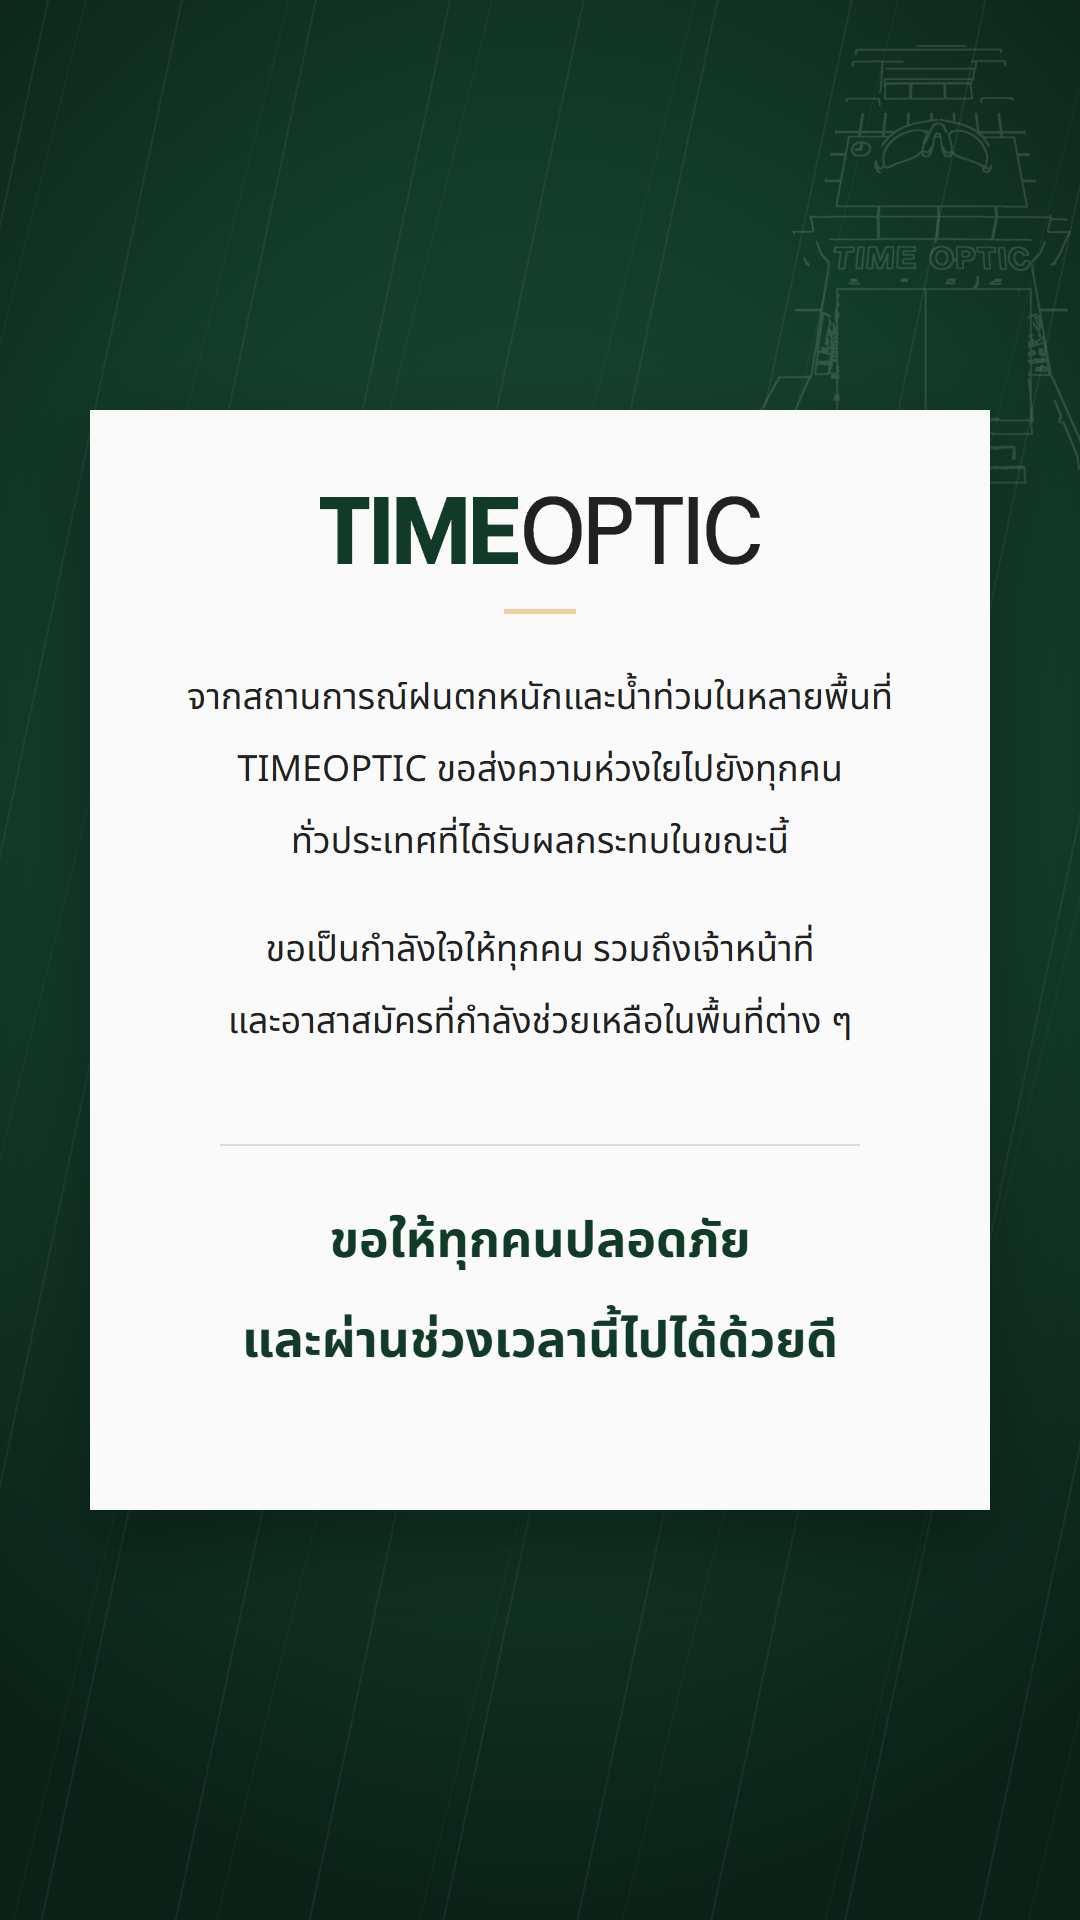 TIME OPTIC
TIMEOPTIC
จากสถานการณ์ฝนตกหนักและน้ำท่วมในหลายพื้นที่
TIMEOPTIC ขอส่งความห่วงใยไปยังทุกคน
ทั่วประเทศที่ได้รับผลกระทบในขณะนี้
ขอเป็นกำลังใจให้ทุกคน รวมถึงเจ้าหน้าที่
และอาสาสมัครที่กำลังช่วยเหลือในพื้นที่ต่าง ๆ
ขอให้ทุกคนปลอดภัย
และผ่านช่วงเวลานี้ไปได้ด้วยดี